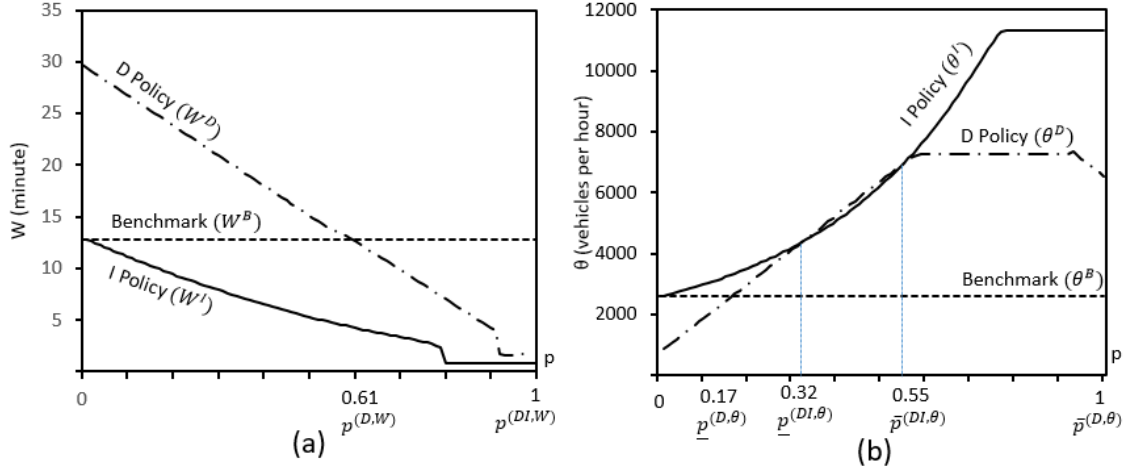 35
30
25
20
15
10
5
W (minute)
D Policy (W^D)
Benchmark (W^B)
I Policy (W^I)
p
0
0.61
1
p^(D,W)
p^(DI,W)
(a)
12000
10000
8000
6000
4000
2000
θ (vehicles per hour)
I Policy (θ^I)
D Policy (θ^D)
Benchmark (θ^B)
p
0
0.17
0.32
0.55
1
p̲^(D,θ)
p̲^(DI,θ)
p̄^(DI,θ)
p̄^(D,θ)
(b)